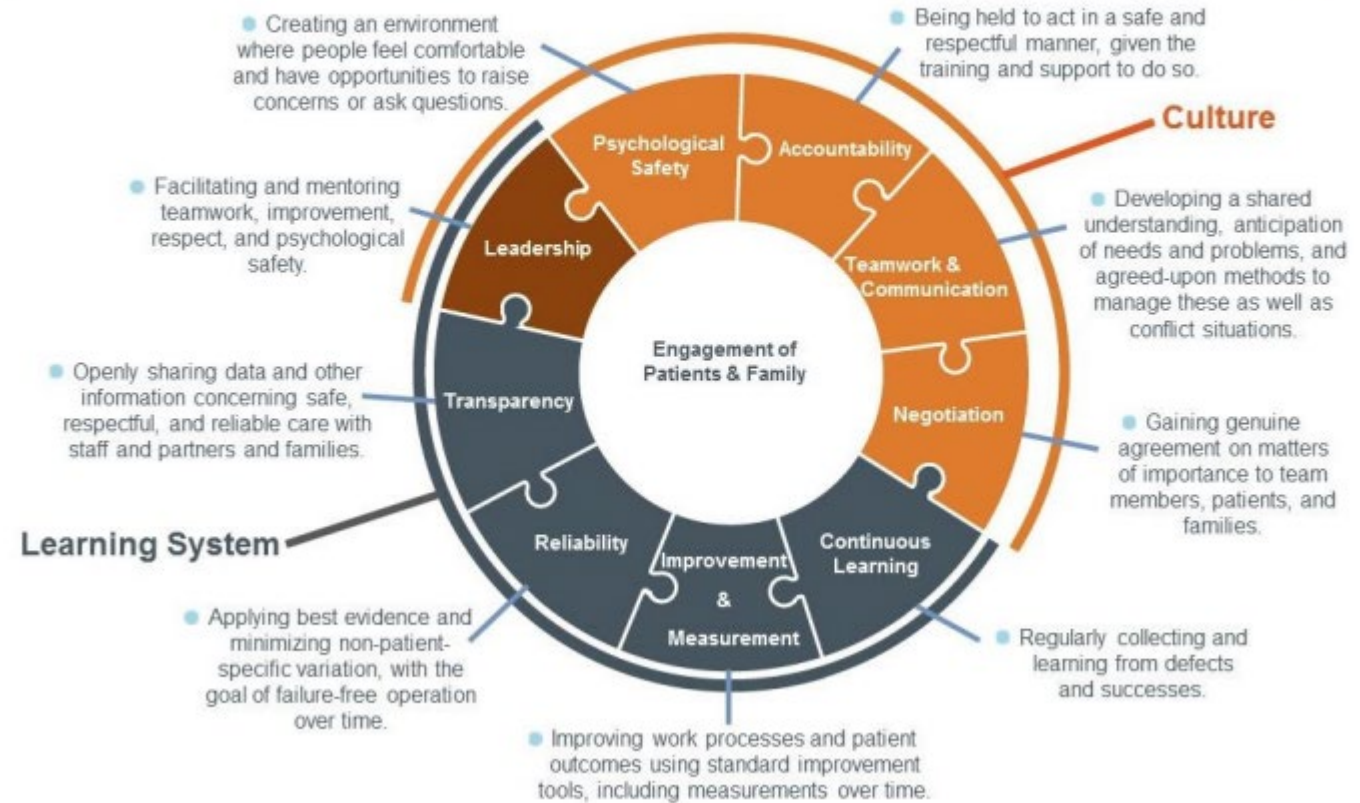 Creating an environment
where people feel comfortable
and have opportunities to raise
concerns or ask questions.
Being held to act in a safe and
respectful manner, given the
training and support to do so.
Culture
Psychological
Safety
Accountability
Facilitating and mentoring
teamwork, improvement,
respect, and psychological
safety.
Leadership
Teamwork &
Communication
Developing a shared
understanding, anticipation
of needs and problems, and
agreed-upon methods to
manage these as well as
conflict situations.
Engagement of
Patients & Family
Openly sharing data and other
information concerning safe,
respectful, and reliable care with
staff and partners and families.
Transparency
Negotiation
Gaining genuine
agreement on matters
of importance to team
members, patients, and
families.
Learning System
Reliability
Improvement
&
Measurement
Continuous
Learning
Applying best evidence and
minimizing non-patient-
specific variation, with the
goal of failure-free operation
over time.
Regularly collecting and
learning from defects
and successes.
Improving work processes and patient
outcomes using standard improvement
tools, including measurements over time.